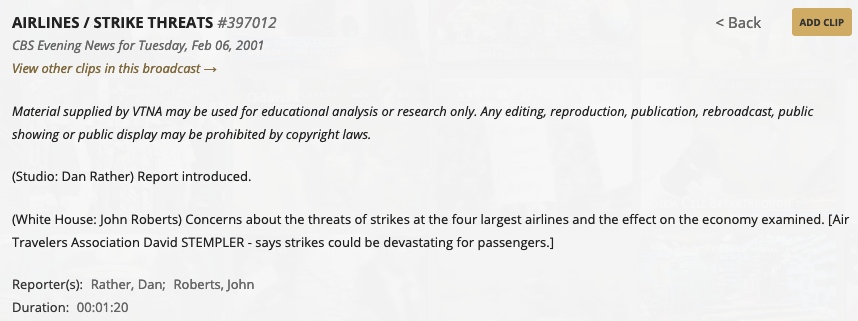 AIRLINES / STRIKE THREATS #397012
< Back
ADD CLIP
CBS Evening News for Tuesday, Feb 06, 2001
View other clips in this broadcast →
Material supplied by VTNA may be used for educational analysis or research only. Any editing, reproduction, publication, rebroadcast, public
showing or public display may be prohibited by copyright laws.
(Studio: Dan Rather) Report introduced.
(White House: John Roberts) Concerns about the threats of strikes at the four largest airlines and the effect on the economy examined. [Air
Travelers Association David STEMPLER - says strikes could be devastating for passengers.]
Reporter(s): Rather, Dan; Roberts, John
Duration: 00:01:20